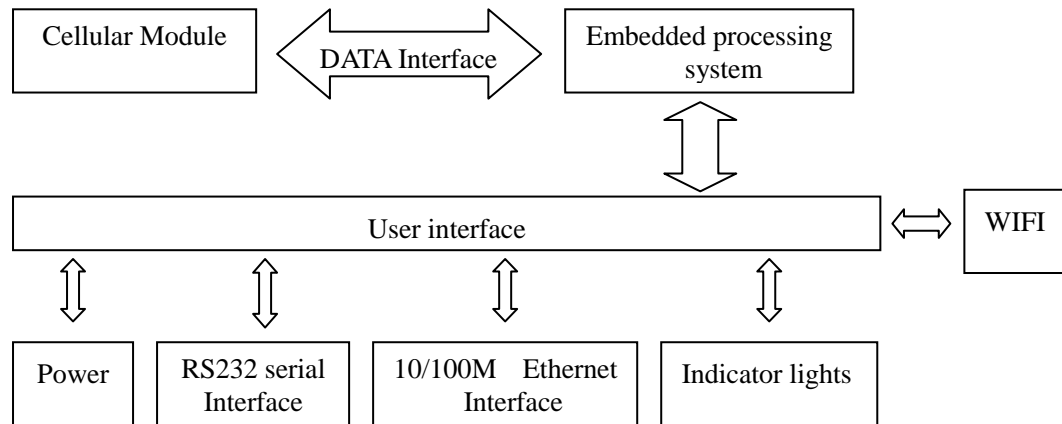 Cellular Module
DATA Interface
Embedded processing
system
User interface
WIFI
Power
RS232 serial
Interface
10/100M Ethernet
Interface
Indicator lights